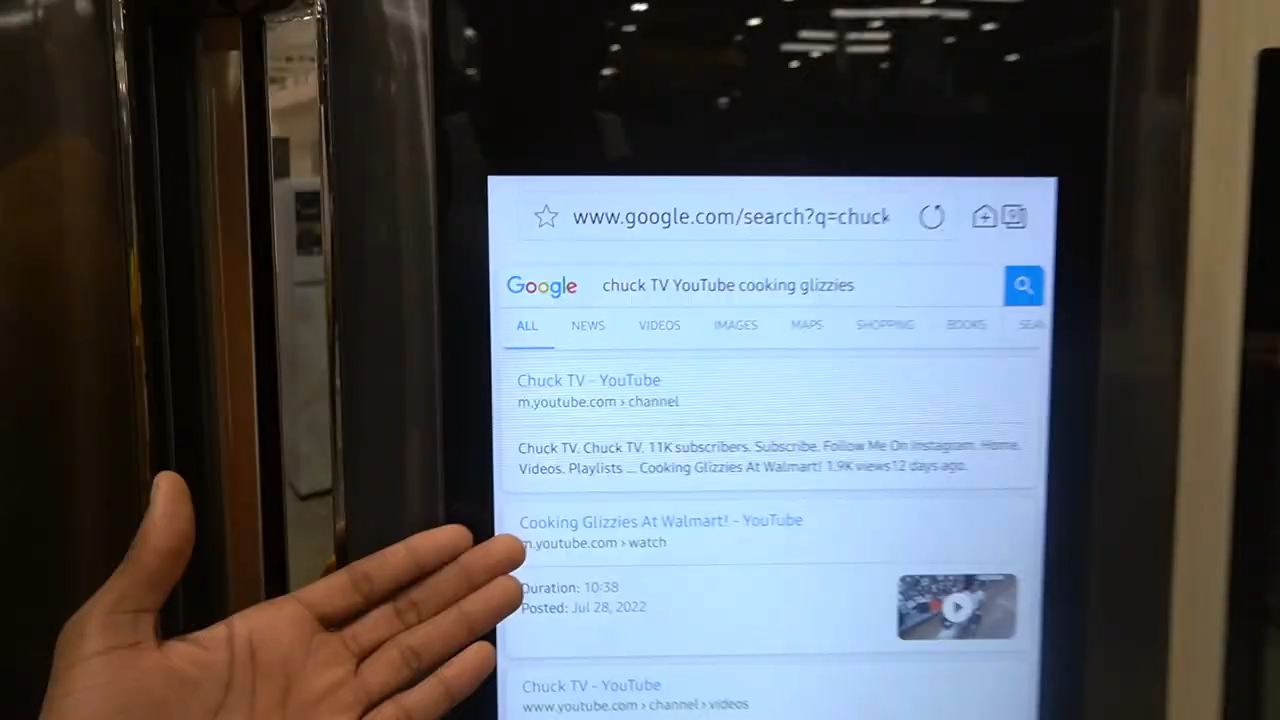 www.google.com/search?q=chuck
Google chuck TV YouTube cooking glizzies
ALL NEWS VIDEOS IMAGES MAPS SHOPPING BOOKS SEA
Chuck TV - YouTube
m.youtube.com › channel
Chuck TV. Chuck TV. 11K subscribers. Subscribe. Follow Me On Instagram. Home.
Videos. Playlists ... Cooking Glizzies At Walmart! 1.9K views12 days ago.
Cooking Glizzies At Walmart! - YouTube
m.youtube.com › watch
Duration: 10:38
Posted: Jul 28, 2022
Chuck TV - YouTube
www.youtube.com › channel › videos